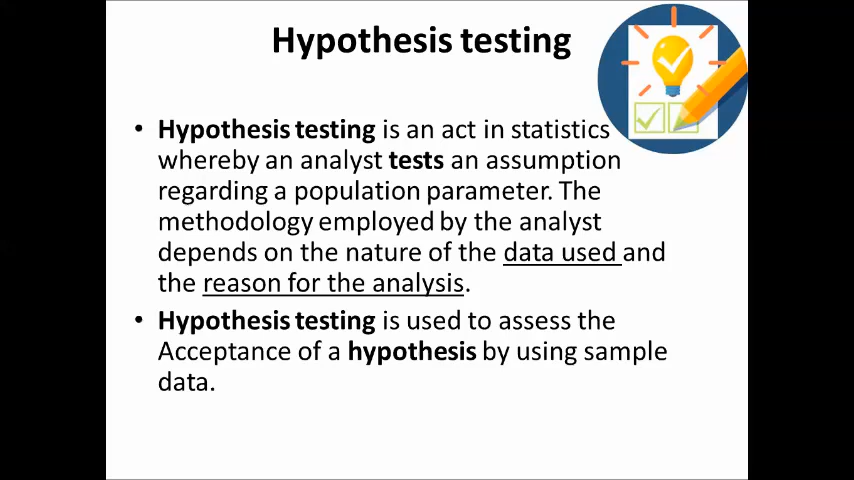 Hypothesis testing
• Hypothesis testing is an act in statistics
whereby an analyst tests an assumption
regarding a population parameter. The
methodology employed by the analyst
depends on the nature of the data used and
the reason for the analysis.
• Hypothesis testing is used to assess the
Acceptance of a hypothesis by using sample
data.